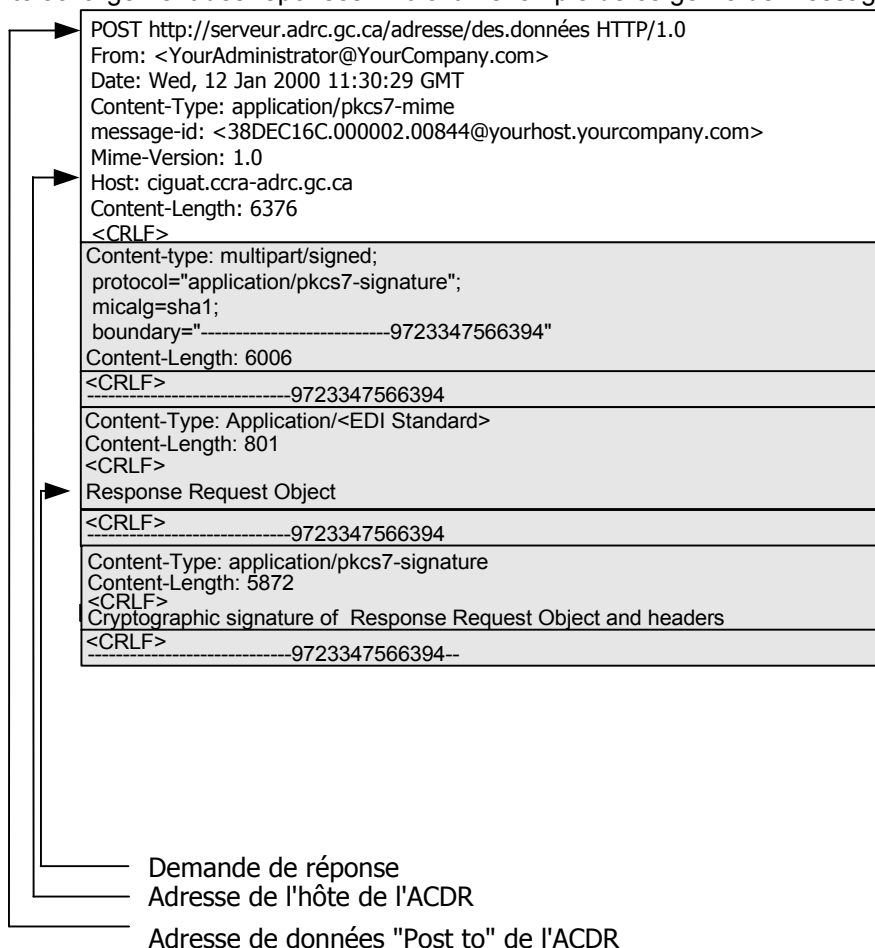 POST http://serveur.adrc.gc.ca/adresse/des.données HTTP/1.0
From: <YourAdministrator@YourCompany.com>
Date: Wed, 12 Jan 2000 11:30:29 GMT
Content-Type: application/pkcs7-mime
message-id: <38DEC16C.000002.00844@yourhost.yourcompany.com>
Mime-Version: 1.0
Host: ciguat.ccra-adrc.gc.ca
Content-Length: 6376
<CRLF>
Content-type: multipart/signed;
protocol="application/pkcs7-signature";
micalg=sha1;
boundary="----------------------------9723347566394"
Content-Length: 6006
<CRLF>
-----------------------------9723347566394
Content-Type: Application/<EDI Standard>
Content-Length: 801
<CRLF>
Response Request Object
<CRLF>
-----------------------------9723347566394
Content-Type: application/pkcs7-signature
Content-Length: 5872
<CRLF>
Cryptographic signature of Response Request Object and headers
<CRLF>
-----------------------------9723347566394--
Demande de réponse
Adresse de l'hôte de l'ACDR
Adresse de données "Post to" de l'ACDR